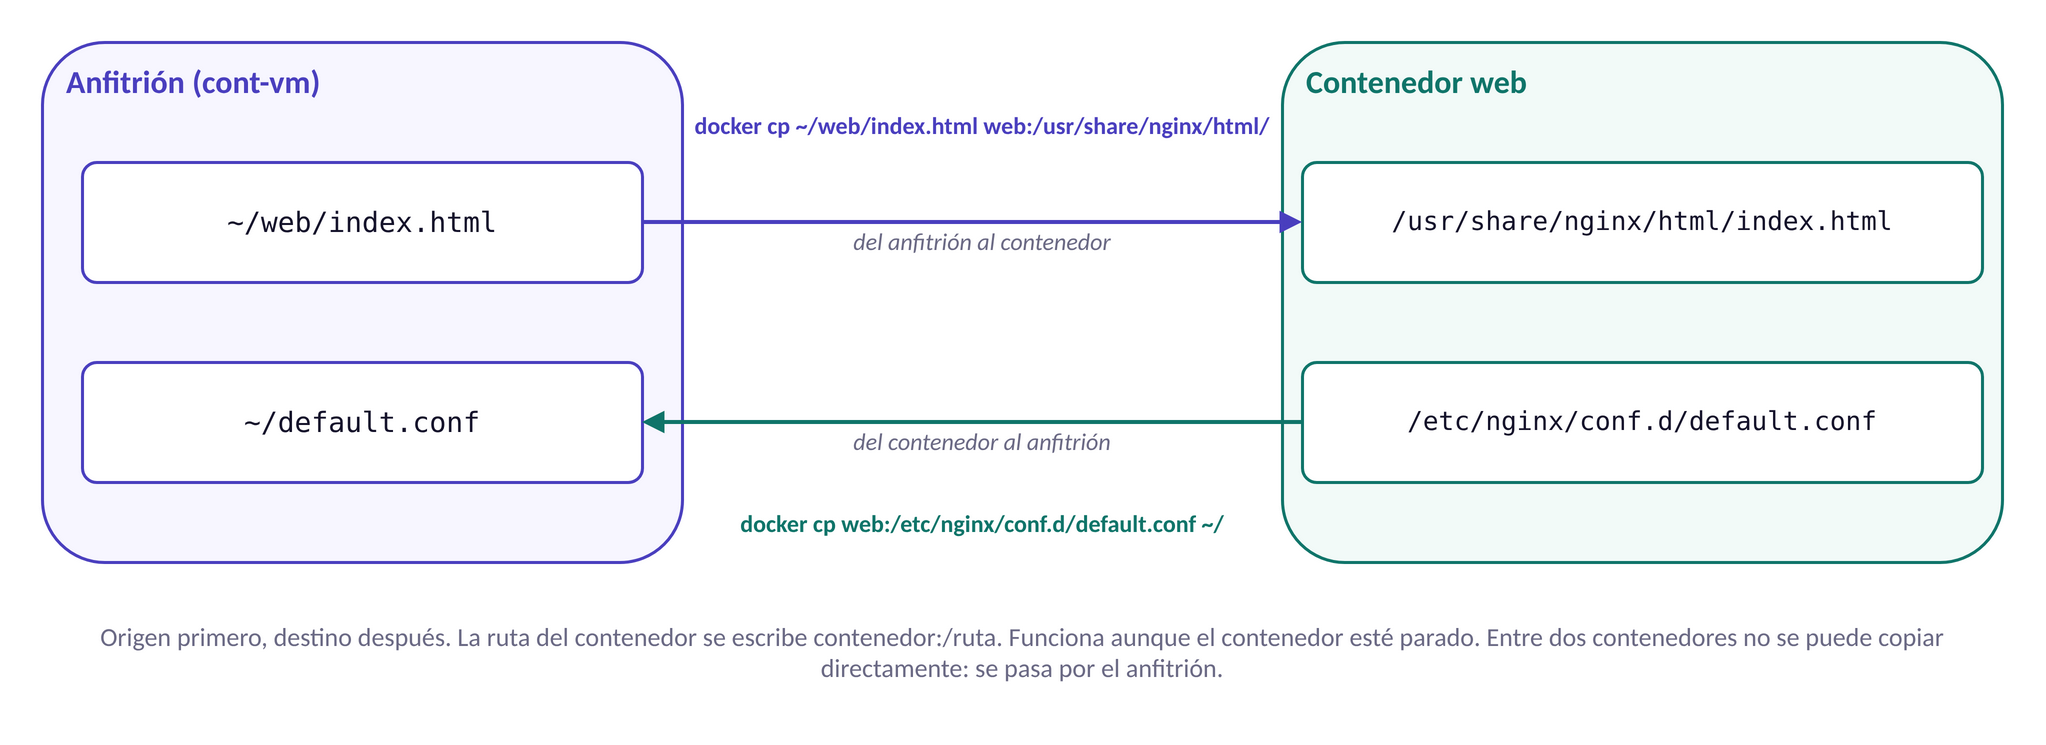 Anfitrión (cont-vm)
Contenedor web
docker cp ~/web/index.html web:/usr/share/nginx/html/
~/web/index.html
/usr/share/nginx/html/index.html
del anfitrión al contenedor
~/default.conf
/etc/nginx/conf.d/default.conf
del contenedor al anfitrión
docker cp web:/etc/nginx/conf.d/default.conf ~/
Origen primero, destino después. La ruta del contenedor se escribe contenedor:/ruta. Funciona aunque el contenedor esté parado. Entre dos contenedores no se puede copiar
directamente: se pasa por el anfitrión.